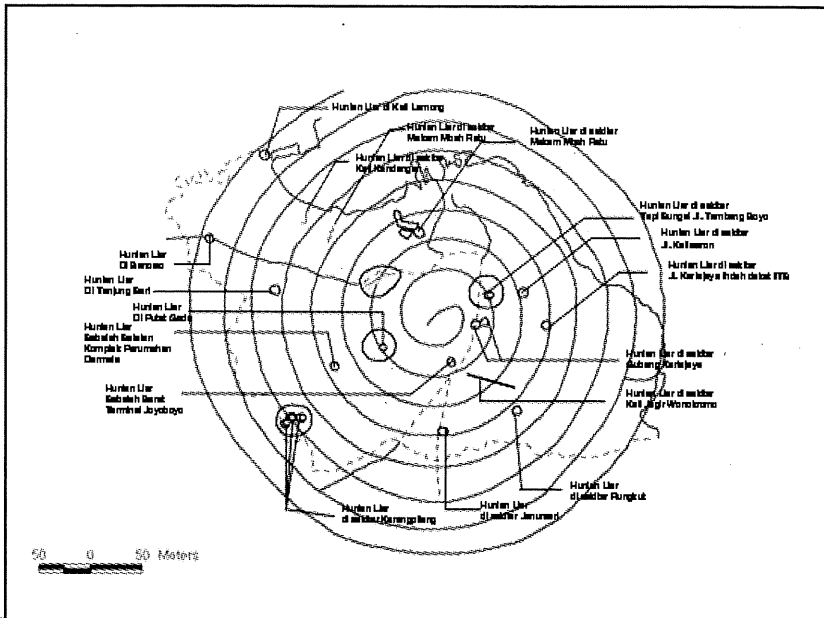 Hunian Liar di Kali Lamong
Hunian Liar di sekitar
Makam Mbah Ratu
Hunian Liar di sekitar
Makam Mbah Ratu
Hunian Liar di sekitar
Kali Kandangan
Hunian Liar di sekitar
Tepi Sungai Jl. Tambang Boyo
Hunian Liar di sekitar
Jl. Kalisaron
Hunian Liar di sekitar
Jl. Kertajaya Indah dekat ITS
Hunian Liar
Di Benowo
Hunian Liar
Di Tanjung Sari
Hunian Liar
Di Putat Gede
Hunian Liar
Sebelah Selatan
Komplek Perumahan
Darmala
Hunian Liar
Sebelah Barat
Terminal Joyoboyo
Hunian Liar di sekitar
Gubeng Kertajaya
Hunian Liar di sekitar
Kali Jagir Wonokromo
Hunian Liar
di sekitar Rungkut
Hunian Liar
di sekitar Karangpilang
Hunian Liar
di sekitar Jemursari
50 0 50 Meters